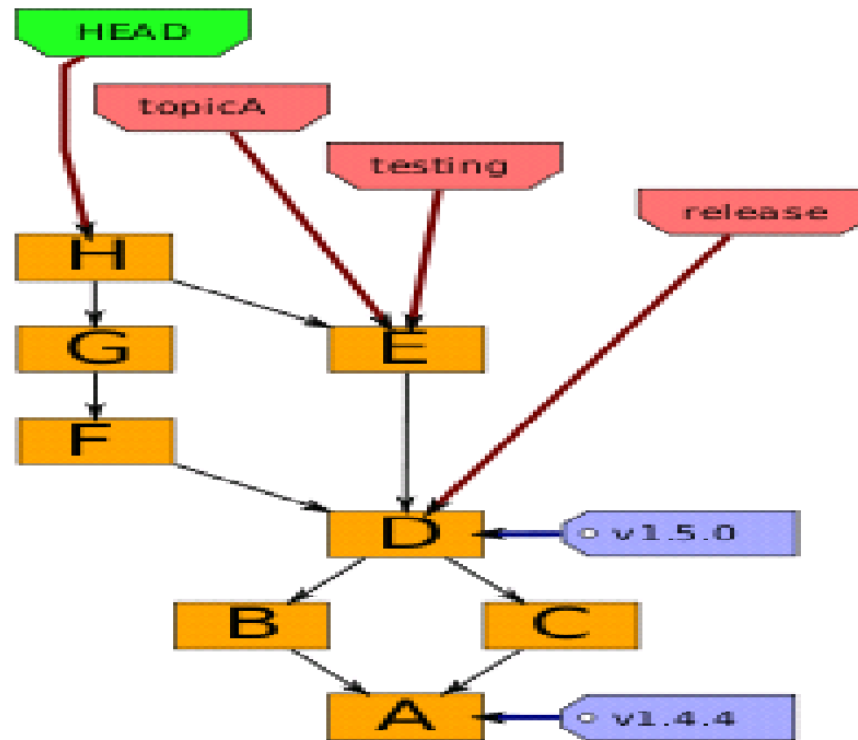 HEAD
topicA
testing
release
H
G
E
F
D
v1.5.0
B
C
A
v1.4.4